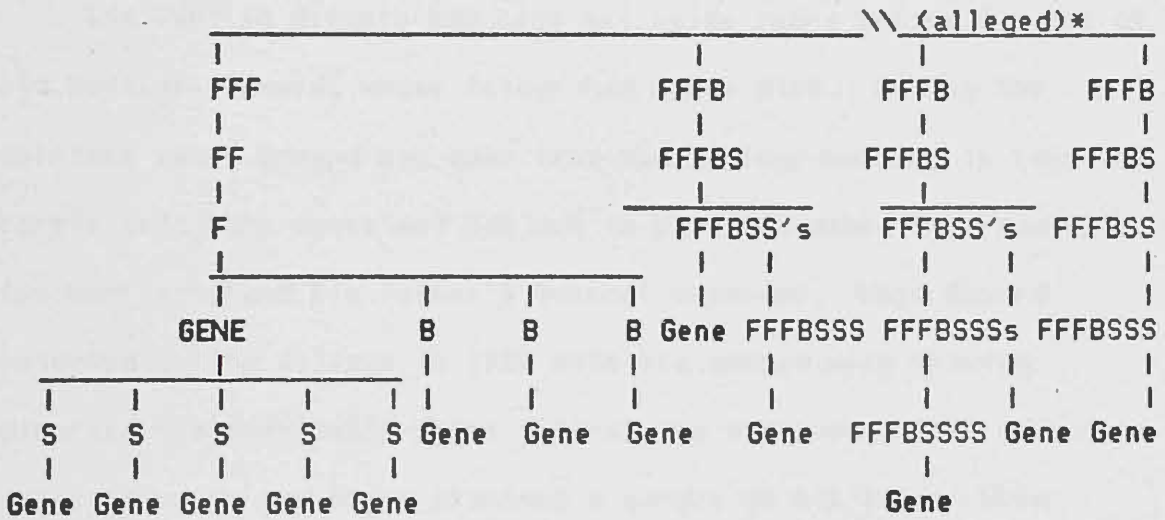 \\ (alleged)*
FFF FFFB FFFB FFFB
FF FFFBS FFFBS FFFBS
F FFFBSS s FFFBSS s FFFBSS
GENE B B B Gene FFFBSSS FFFBSSSs FFFBSSS
S S S S S Gene Gene Gene Gene FFFBSSSS Gene Gene
Gene Gene Gene Gene Gene Gene